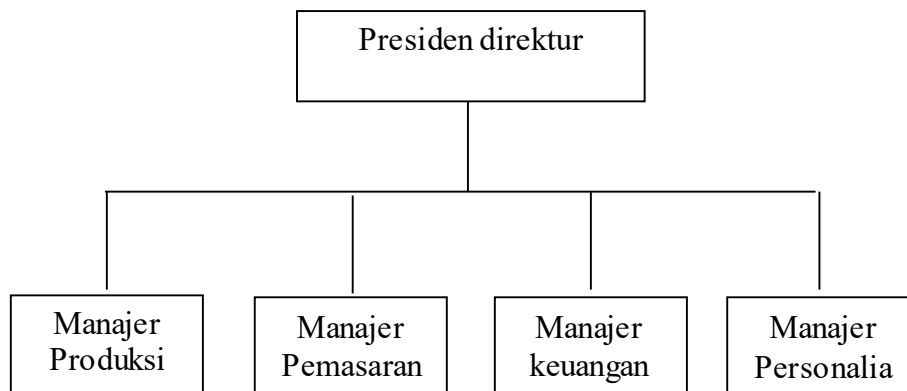 Presiden direktur
Manajer
Produksi
Manajer
Pemasaran
Manajer
keuangan
Manajer
Personalia